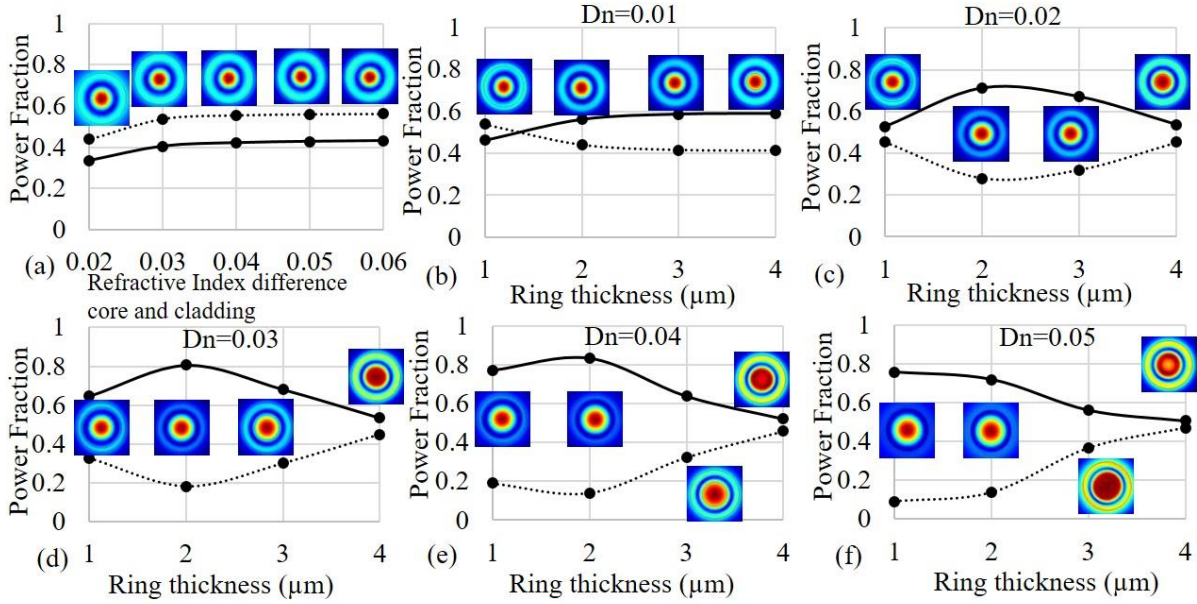 Power Fraction
1
0.8
0.6
0.4
0.2
0
0.02 0.03 0.04 0.05 0.06
(a)
Refractive Index difference
core and cladding
Dn=0.01
Power Fraction
1
0.8
0.6
0.4
0.2
0
1 2 3 4
(b)
Ring thickness (µm)
Dn=0.02
Power Fraction
1
0.8
0.6
0.4
0.2
0
1 2 3 4
(c)
Ring thickness (µm)
Dn=0.03
Power Fraction
1
0.8
0.6
0.4
0.2
0
1 2 3 4
(d)
Ring thickness (µm)
Dn=0.04
Power Fraction
1
0.8
0.6
0.4
0.2
0
1 2 3 4
(e)
Ring thickness (µm)
Dn=0.05
Power Fraction
1
0.8
0.6
0.4
0.2
0
1 2 3 4
(f)
Ring thickness (µm)